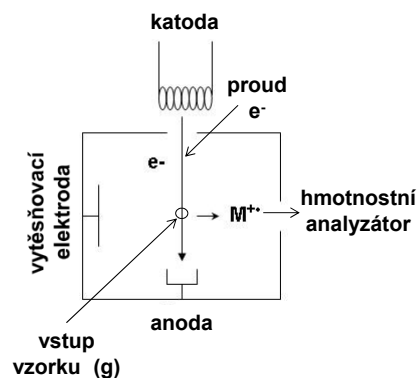 katoda
proud
e-
e-
vytěsňovací
elektroda
M+•
hmotnostní
analyzátor
anoda
vstup
vzorku (g)